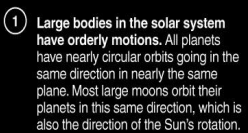 1 Large bodies in the solar system
have orderly motions. All planets
have nearly circular orbits going in the
same direction in nearly the same
plane. Most large moons orbit their
planets in this same direction, which is
also the direction of the Sun's rotation.